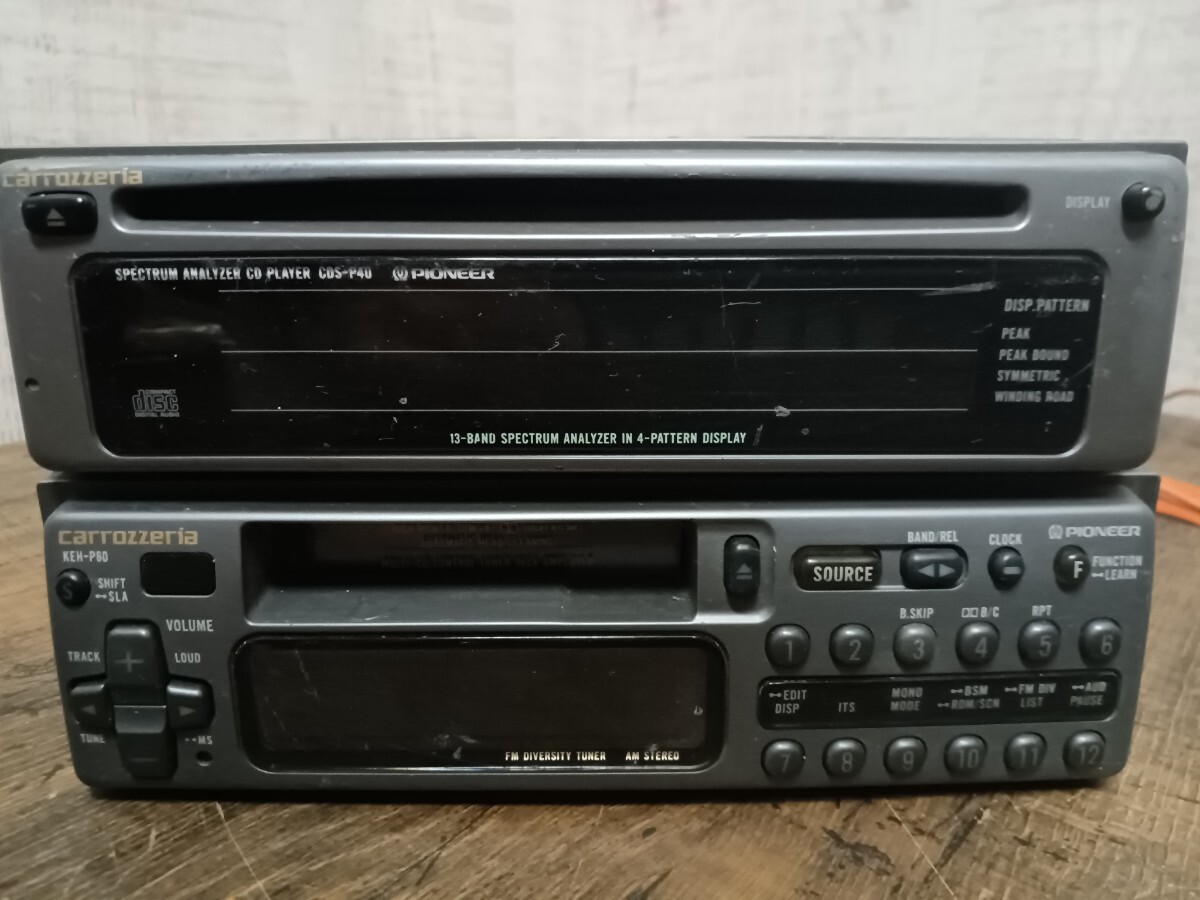 carrozzeria
DISPLAY
SPECTRUM ANALYZER CD PLAYER CDS-P40 PIONEER
DISP.PATTERN
PEAK
PEAK BOUND
SYMMETRIC
WINDING ROAD
COMPACT
disc
DIGITAL AUDIO
13-BAND SPECTRUM ANALYZER IN 4-PATTERN DISPLAY
carrozzeria
KEH-P60
S
SHIFT
SLA
VOLUME
TRACK
LOUD
TUNE
MS
FM DIVERSITY TUNER AM STEREO
SOURCE
BAND/REL
CLOCK
PIONEER
F
FUNCTION
LEARN
B.SKIP
B/C
RPT
1 2 3 4 5 6
EDIT
DISP
ITS
MONO
MODE
BSM
RDM/SCN
FM DIV
LIST
AUD
PAUSE
7 8 9 10 11 12